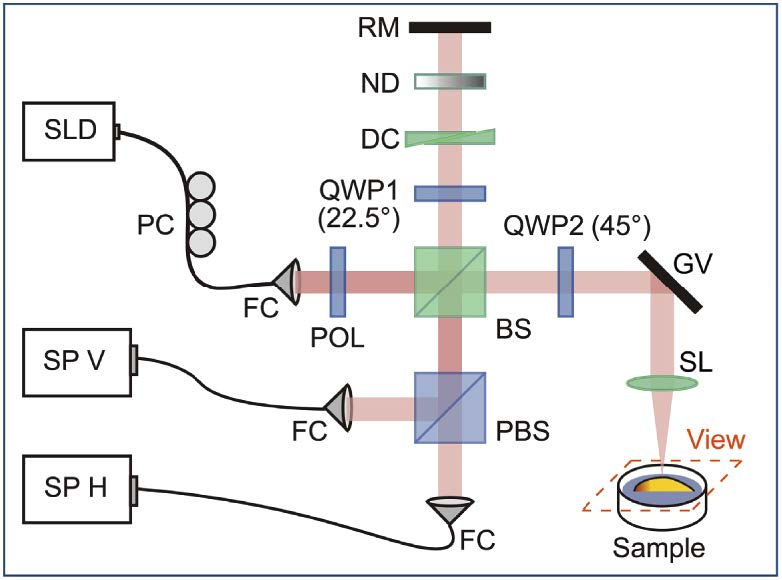 RM
ND
SLD
DC
QWP1
(22.5°)
PC
QWP2 (45°)
GV
FC
POL
BS
SP V
SL
FC
PBS
View
SP H
FC
Sample